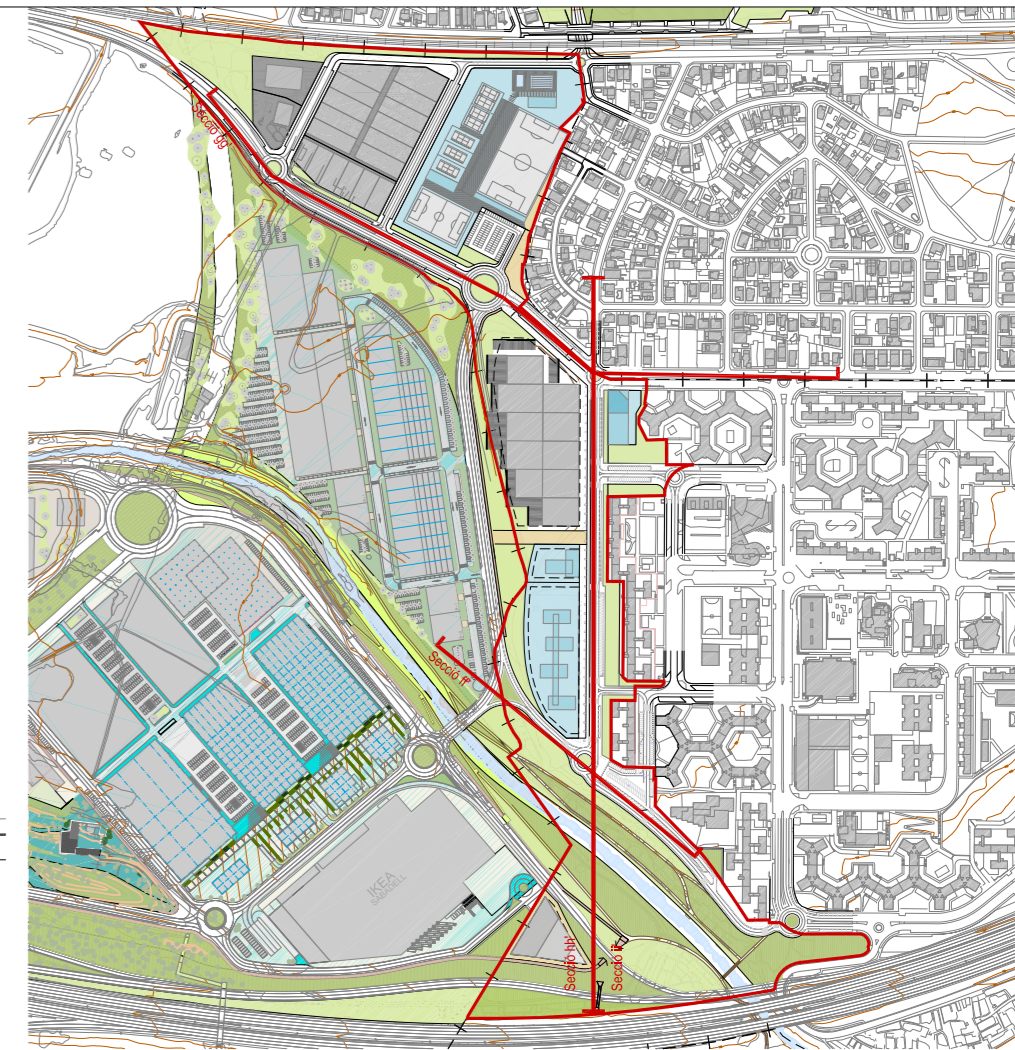 Secció gg'
Secció ff'
IKEA
SABADELL
Secció hh'
Secció ii'